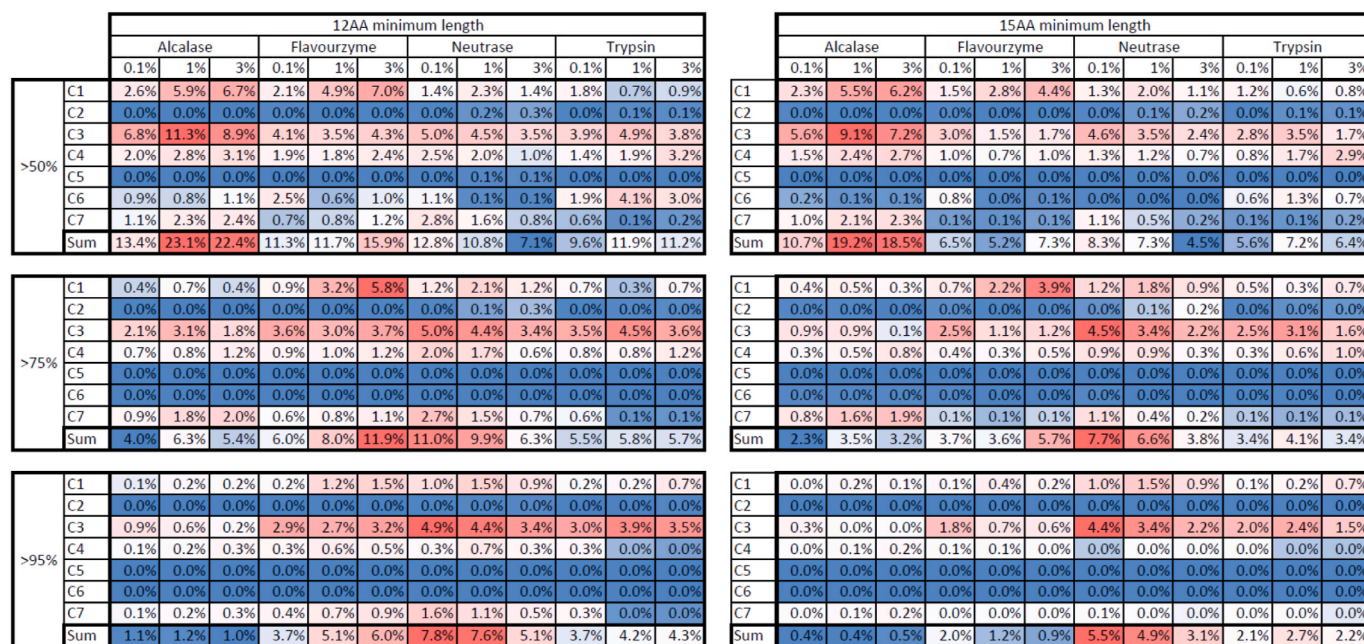 12AA minimum length 15AA minimum length
Alcalase Flavourzyme Neutrase Trypsin Alcalase Flavourzyme Neutrase Trypsin
0.1% 1% 3% 0.1% 1% 3% 0.1% 1% 3% 0.1% 1% 3% 0.1% 1% 3% 0.1% 1% 3% 0.1% 1% 3% 0.1% 1% 3%
C1 2.6% 5.9% 6.7% 2.1% 4.9% 7.0% 1.4% 2.3% 1.4% 1.8% 0.7% 0.9% C1 2.3% 5.5% 6.2% 1.5% 2.8% 4.4% 1.3% 2.0% 1.1% 1.2% 0.6% 0.8%
C2 0.0% 0.0% 0.0% 0.0% 0.0% 0.0% 0.0% 0.2% 0.3% 0.0% 0.1% 0.1% C2 0.0% 0.0% 0.0% 0.0% 0.0% 0.0% 0.0% 0.1% 0.2% 0.0% 0.1% 0.1%
C3 6.8% 11.3% 8.9% 4.1% 3.5% 4.3% 5.0% 4.5% 3.5% 3.9% 4.9% 3.8% C3 5.6% 9.1% 7.2% 3.0% 1.5% 1.7% 4.6% 3.5% 2.4% 2.8% 3.5% 1.7%
>50% C4 2.0% 2.8% 3.1% 1.9% 1.8% 2.4% 2.5% 2.0% 1.0% 1.4% 1.9% 3.2% C4 1.5% 2.4% 2.7% 1.0% 0.7% 1.0% 1.3% 1.2% 0.7% 0.8% 1.7% 2.9%
C5 0.0% 0.0% 0.0% 0.0% 0.0% 0.0% 0.0% 0.1% 0.1% 0.0% 0.0% 0.0% C5 0.0% 0.0% 0.0% 0.0% 0.0% 0.0% 0.0% 0.0% 0.0% 0.0% 0.0% 0.0%
C6 0.9% 0.8% 1.1% 2.5% 0.6% 1.0% 1.1% 0.1% 0.1% 1.9% 4.1% 3.0% C6 0.2% 0.1% 0.1% 0.8% 0.0% 0.1% 0.0% 0.0% 0.0% 0.6% 1.3% 0.7%
C7 1.1% 2.3% 2.4% 0.7% 0.8% 1.2% 2.8% 1.6% 0.8% 0.6% 0.1% 0.2% C7 1.0% 2.1% 2.3% 0.1% 0.1% 0.1% 1.1% 0.5% 0.2% 0.1% 0.1% 0.2%
Sum 13.4% 23.1% 22.4% 11.3% 11.7% 15.9% 12.8% 10.8% 7.1% 9.6% 11.9% 11.2% Sum 10.7% 19.2% 18.5% 6.5% 5.2% 7.3% 8.3% 7.3% 4.5% 5.6% 7.2% 6.4%
C1 0.4% 0.7% 0.4% 0.9% 3.2% 5.8% 1.2% 2.1% 1.2% 0.7% 0.3% 0.7% C1 0.4% 0.5% 0.3% 0.7% 2.2% 3.9% 1.2% 1.8% 0.9% 0.5% 0.3% 0.7%
C2 0.0% 0.0% 0.0% 0.0% 0.0% 0.0% 0.0% 0.1% 0.3% 0.0% 0.0% 0.0% C2 0.0% 0.0% 0.0% 0.0% 0.0% 0.0% 0.0% 0.1% 0.2% 0.0% 0.0% 0.0%
C3 2.1% 3.1% 1.8% 3.6% 3.0% 3.7% 5.0% 4.4% 3.4% 3.5% 4.5% 3.6% C3 0.9% 0.9% 0.1% 2.5% 1.1% 1.2% 4.5% 3.4% 2.2% 2.5% 3.1% 1.6%
>75% C4 0.7% 0.8% 1.2% 0.9% 1.0% 1.2% 2.0% 1.7% 0.6% 0.8% 0.8% 1.2% C4 0.3% 0.5% 0.8% 0.4% 0.3% 0.5% 0.9% 0.9% 0.3% 0.3% 0.6% 1.0%
C5 0.0% 0.0% 0.0% 0.0% 0.0% 0.0% 0.0% 0.0% 0.0% 0.0% 0.0% 0.0% C5 0.0% 0.0% 0.0% 0.0% 0.0% 0.0% 0.0% 0.0% 0.0% 0.0% 0.0% 0.0%
C6 0.0% 0.0% 0.0% 0.0% 0.0% 0.0% 0.0% 0.0% 0.0% 0.0% 0.0% 0.0% C6 0.0% 0.0% 0.0% 0.0% 0.0% 0.0% 0.0% 0.0% 0.0% 0.0% 0.0% 0.0%
C7 0.9% 1.8% 2.0% 0.6% 0.8% 1.1% 2.7% 1.5% 0.7% 0.6% 0.1% 0.1% C7 0.8% 1.6% 1.9% 0.1% 0.1% 0.1% 1.1% 0.4% 0.2% 0.1% 0.1% 0.1%
Sum 4.0% 6.3% 5.4% 6.0% 8.0% 11.9% 11.0% 9.9% 6.3% 5.5% 5.8% 5.7% Sum 2.3% 3.5% 3.2% 3.7% 3.6% 5.7% 7.7% 6.6% 3.8% 3.4% 4.1% 3.4%
C1 0.1% 0.2% 0.2% 0.2% 1.2% 1.5% 1.0% 1.5% 0.9% 0.2% 0.2% 0.7% C1 0.0% 0.2% 0.1% 0.1% 0.4% 0.2% 1.0% 1.5% 0.9% 0.1% 0.2% 0.7%
C2 0.0% 0.0% 0.0% 0.0% 0.0% 0.0% 0.0% 0.0% 0.0% 0.0% 0.0% 0.0% C2 0.0% 0.0% 0.0% 0.0% 0.0% 0.0% 0.0% 0.0% 0.0% 0.0% 0.0% 0.0%
C3 0.9% 0.6% 0.2% 2.9% 2.7% 3.2% 4.9% 4.4% 3.4% 3.0% 3.9% 3.5% C3 0.3% 0.0% 0.0% 1.8% 0.7% 0.6% 4.4% 3.4% 2.2% 2.0% 2.4% 1.5%
>95% C4 0.1% 0.2% 0.3% 0.3% 0.6% 0.5% 0.3% 0.7% 0.3% 0.3% 0.0% 0.0% C4 0.0% 0.1% 0.2% 0.1% 0.1% 0.0% 0.0% 0.0% 0.0% 0.0% 0.0% 0.0%
C5 0.0% 0.0% 0.0% 0.0% 0.0% 0.0% 0.0% 0.0% 0.0% 0.0% 0.0% 0.0% C5 0.0% 0.0% 0.0% 0.0% 0.0% 0.0% 0.0% 0.0% 0.0% 0.0% 0.0% 0.0%
C6 0.0% 0.0% 0.0% 0.0% 0.0% 0.0% 0.0% 0.0% 0.0% 0.0% 0.0% 0.0% C6 0.0% 0.0% 0.0% 0.0% 0.0% 0.0% 0.0% 0.0% 0.0% 0.0% 0.0% 0.0%
C7 0.1% 0.2% 0.3% 0.4% 0.7% 0.9% 1.6% 1.1% 0.5% 0.3% 0.0% 0.0% C7 0.0% 0.1% 0.2% 0.0% 0.0% 0.0% 0.1% 0.0% 0.0% 0.0% 0.0% 0.0%
Sum 1.1% 1.2% 1.0% 3.7% 5.1% 6.0% 7.8% 7.6% 5.1% 3.7% 4.2% 4.3% Sum 0.4% 0.4% 0.5% 2.0% 1.2% 0.9% 5.5% 4.9% 3.1% 2.1% 2.7% 2.2%